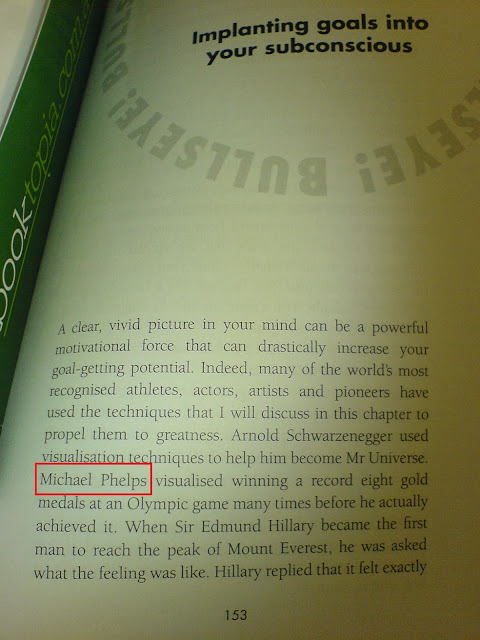 Implanting goals into
your subconscious
BULLSEYE! BULLSEYE!
A clear, vivid picture in your mind can be a powerful
motivational force that can drastically increase your
goal-getting potential. Indeed, many of the world's most
recognised athletes, actors, artists and pioneers have
used the techniques that I will discuss in this chapter to
propel them to greatness. Arnold Schwarzenegger used
visualisation techniques to help him become Mr Universe.
Michael Phelps visualised winning a record eight gold
medals at an Olympic game many times before he actually
achieved it. When Sir Edmund Hillary became the first
man to reach the peak of Mount Everest, he was asked
what the feeling was like. Hillary replied that it felt exactly
153
booktopia.com.